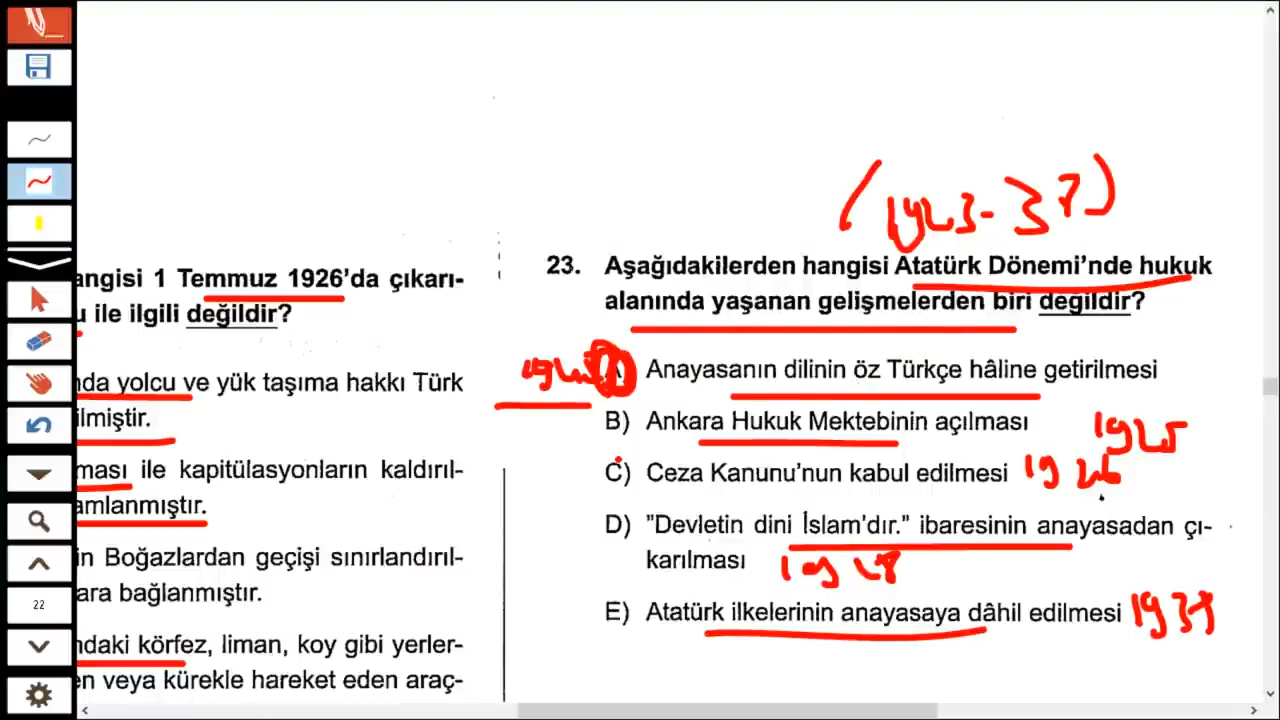 angisi 1 Temmuz 1926'da çıkarı-
u ile ilgili değildir?
nda yolcu ve yük taşıma hakkı Türk
ilmiştir.
ması ile kapitülasyonların kaldırıl-
amlanmıştır.
in Boğazlardan geçişi sınırlandırıl-
ara bağlanmıştır.
ndaki körfez, liman, koy gibi yerler-
en veya kürekle hareket eden araç-
22
(1923-37)
23. Aşağıdakilerden hangisi Atatürk Dönemi'nde hukuk
alanında yaşanan gelişmelerden biri değildir?
A) Anayasanın dilinin öz Türkçe hâline getirilmesi
B) Ankara Hukuk Mektebinin açılması
1925
C) Ceza Kanunu'nun kabul edilmesi 1926
D) "Devletin dini İslam'dır." ibaresinin anayasadan çı-
karılması 1928
E) Atatürk ilkelerinin anayasaya dâhil edilmesi